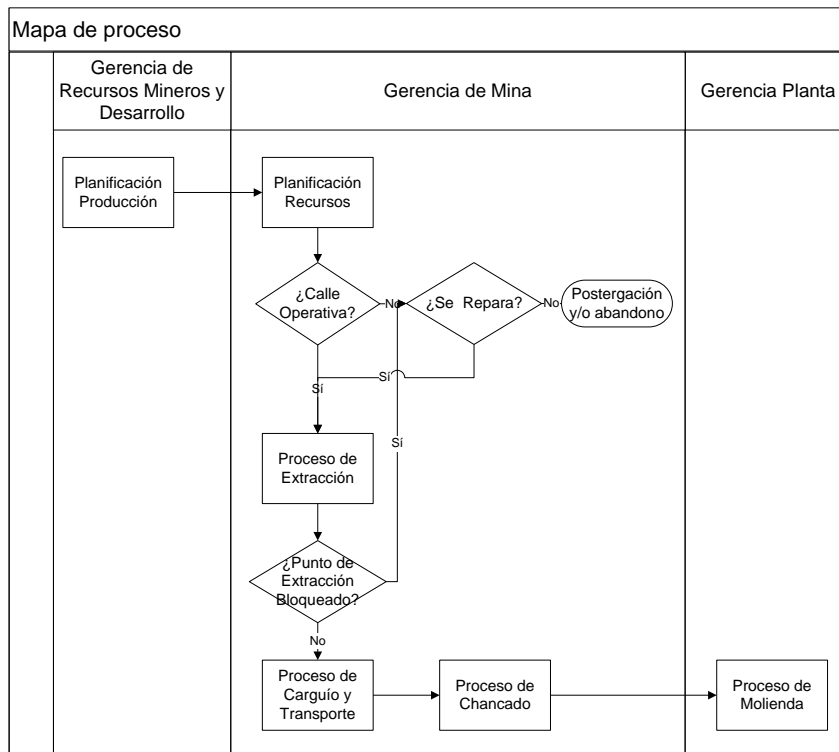 Mapa de proceso
Gerencia de
Recursos Mineros y
Desarrollo
Gerencia de Mina
Gerencia Planta
Planificación
Producción
Planificación
Recursos
¿Calle
Operativa?
No
¿Se Repara?
No
Postergación
y/o abandono
Sí
Sí
Sí
Proceso de
Extracción
¿Punto de
Extracción
Bloqueado?
No
Proceso de
Carguío y
Transporte
Proceso de
Chancado
Proceso de
Molienda